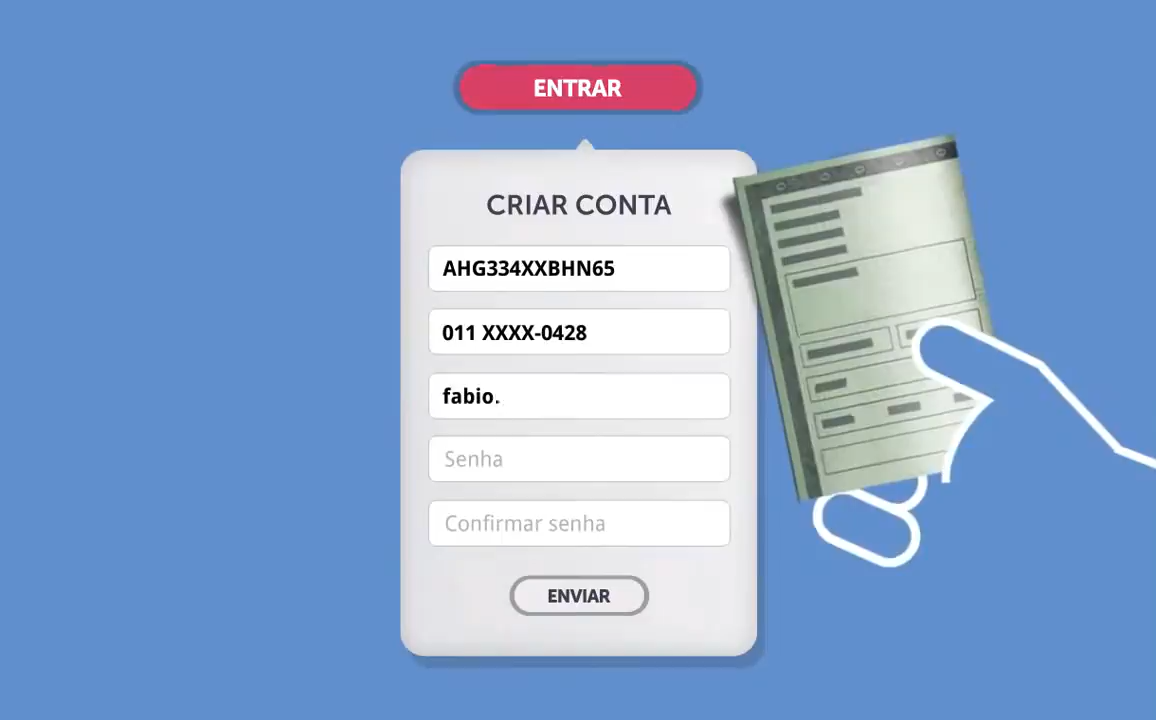 ENTRAR
CRIAR CONTA
AHG334XXBHN65
011 XXXX-0428
fabio.
Senha
Confirmar senha
ENVIAR